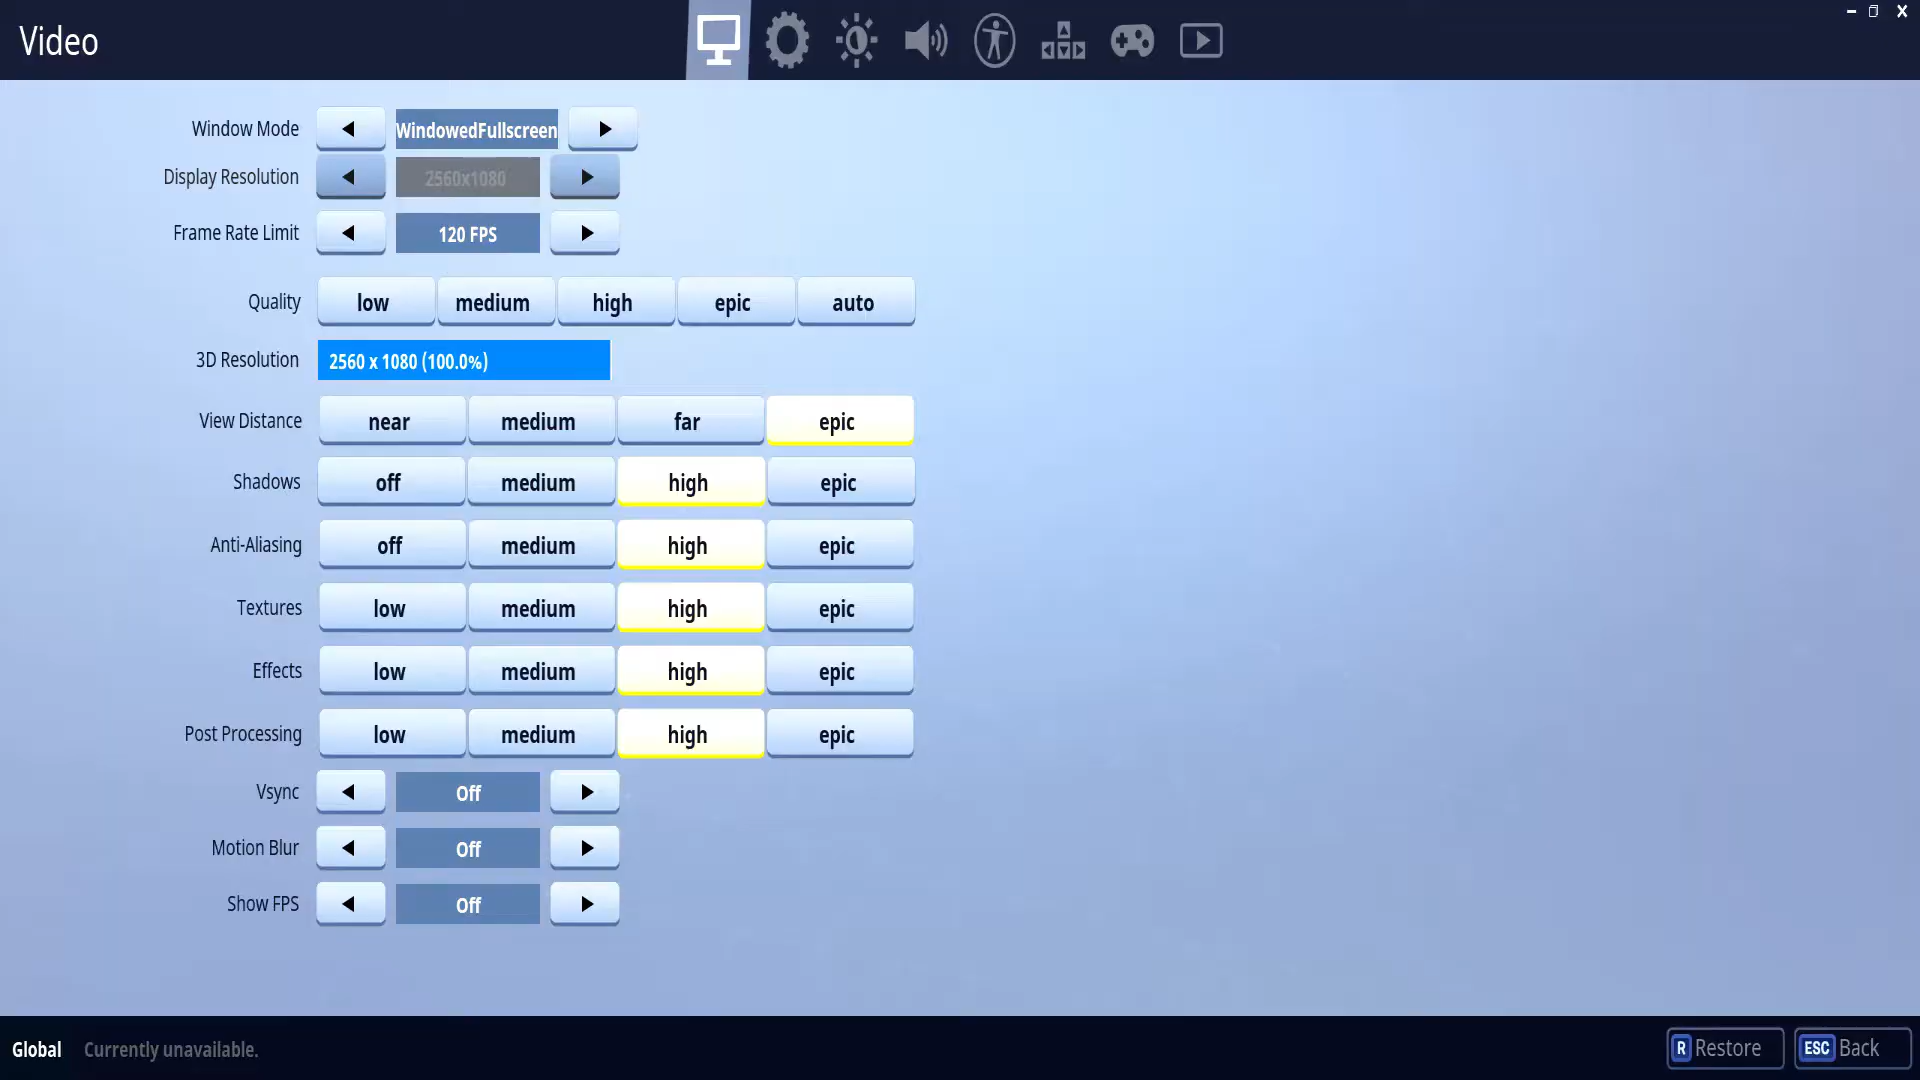 Video
Window Mode WindowedFullscreen
Display Resolution 2560x1080
Frame Rate Limit 120 FPS
Quality low medium high epic auto
3D Resolution 2560 x 1080 (100.0%)
View Distance near medium far epic
Shadows off medium high epic
Anti-Aliasing off medium high epic
Textures low medium high epic
Effects low medium high epic
Post Processing low medium high epic
Vsync Off
Motion Blur Off
Show FPS Off
Global Currently unavailable. R Restore ESC Back